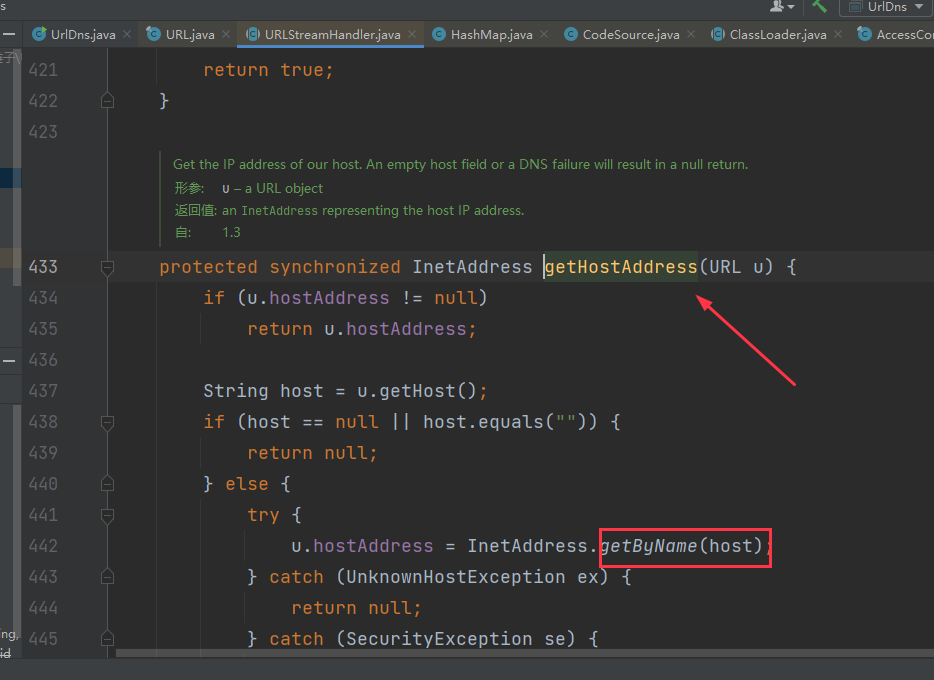 s
UrlDns
UrlDns.java × URL.java × URLStreamHandler.java × HashMap.java × CodeSource.java × ClassLoader.java × AccessCon
421 return true;
422 }
423
Get the IP address of our host. An empty host field or a DNS failure will result in a null return.
形参: u – a URL object
返回值: an InetAddress representing the host IP address.
自: 1.3
433 protected synchronized InetAddress getHostAddress(URL u) {
434 if (u.hostAddress != null)
435 return u.hostAddress;
436
437 String host = u.getHost();
438 if (host == null || host.equals("")) {
439 return null;
440 } else {
441 try {
442 u.hostAddress = InetAddress.getByName(host);
443 } catch (UnknownHostException ex) {
444 return null;
ing,
445 } catch (SecurityException se) {
id